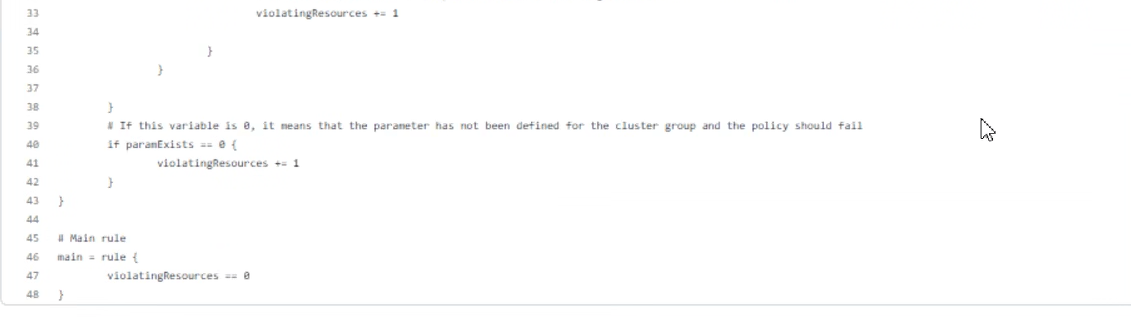 33 violatingResources += 1
34
35 }
36 }
37
38 }
39 # If this variable is 0, it means that the parameter has not been defined for the cluster group and the policy should fail
40 if paramExists == 0 {
41 violatingResources += 1
42 }
43 }
44
45 # Main rule
46 main = rule {
47 violatingResources == 0
48 }